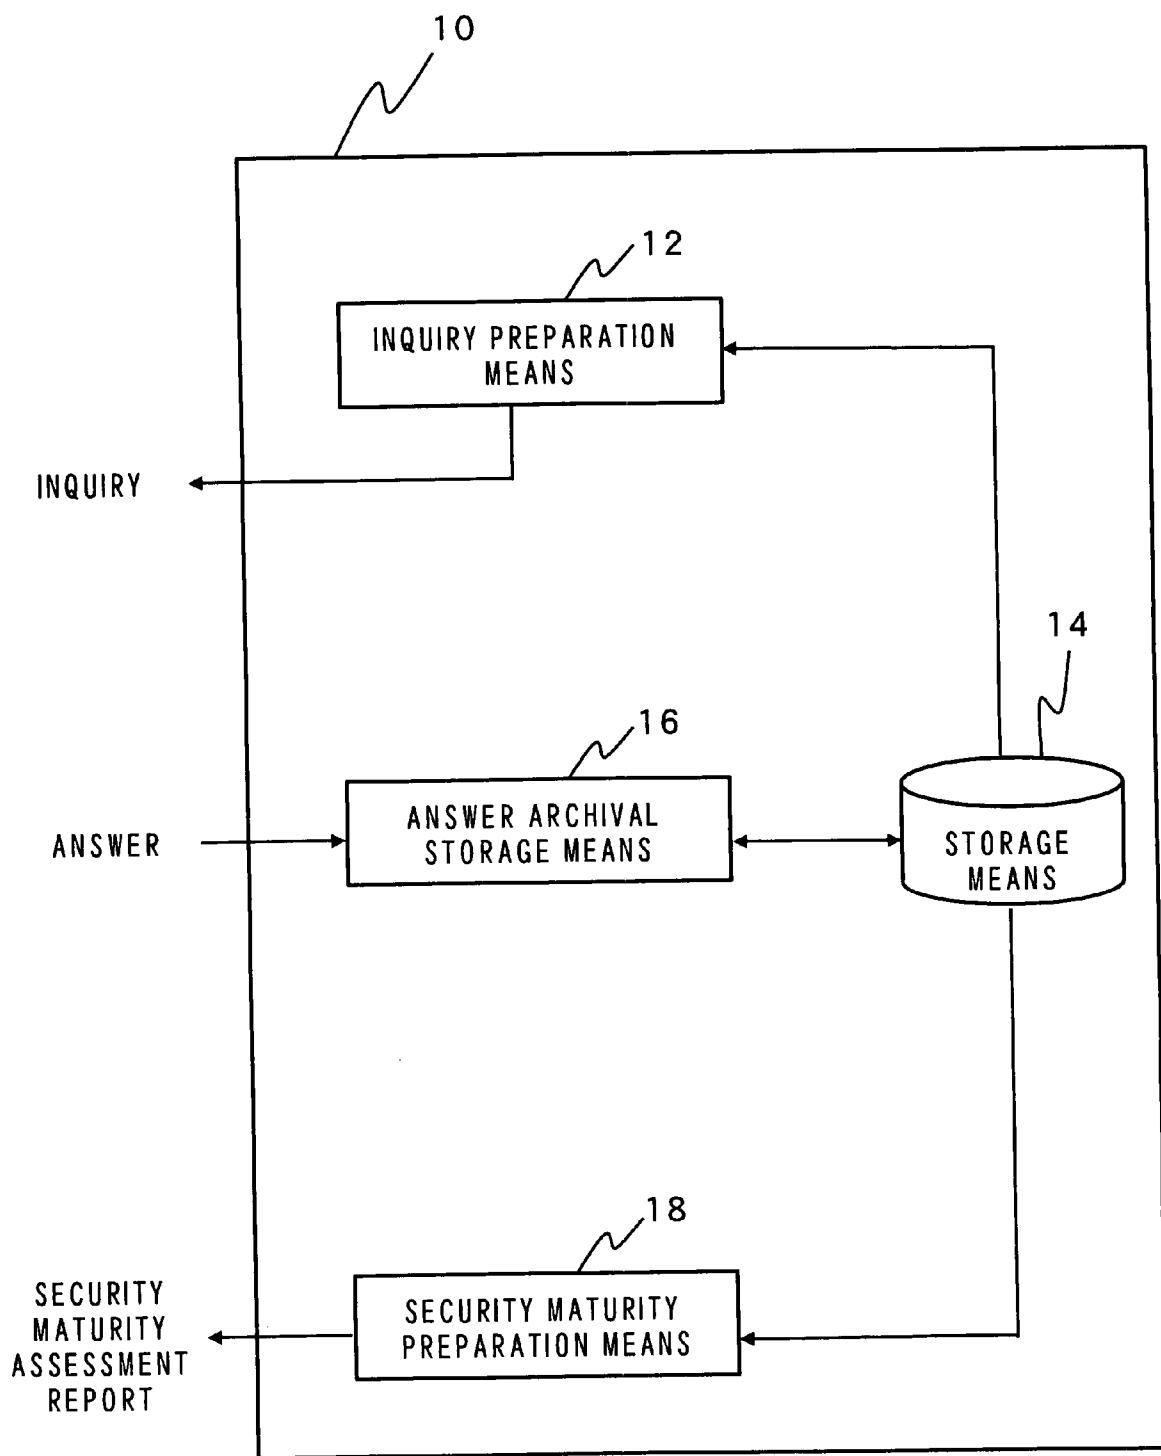 10
12
INQUIRY PREPARATION
MEANS
INQUIRY
14
16
ANSWER ARCHIVAL
STORAGE MEANS
ANSWER
STORAGE
MEANS
18
SECURITY MATURITY
PREPARATION MEANS
SECURITY
MATURITY
ASSESSMENT
REPORT